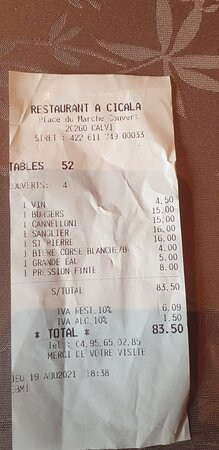 RESTAURANT A CICALA
Place du Marche Couvert
20260 CALVI
SIRET : 422 611 749 00033
TABLES 52
COUVERTS: 4
1 VIN 4.50
1 BURGERS 15.00
1 CANNELLONI 15.00
1 SANGLIER 16.00
1 ST PIERRE 16.00
1 BIERE CORSE BLANCHE/B 4.00
1 GRANDE EAU 5.00
1 PRESSION PINTE 8.00
S/TOTAL 83.50
TVA REST.10% 6.09
TVA ALC.10% 1.50
* TOTAL * 83.50
Tel : 04.95.65.02.85
MERCI DE VOTRE VISITE
JEU 19 AOU2021 18:38